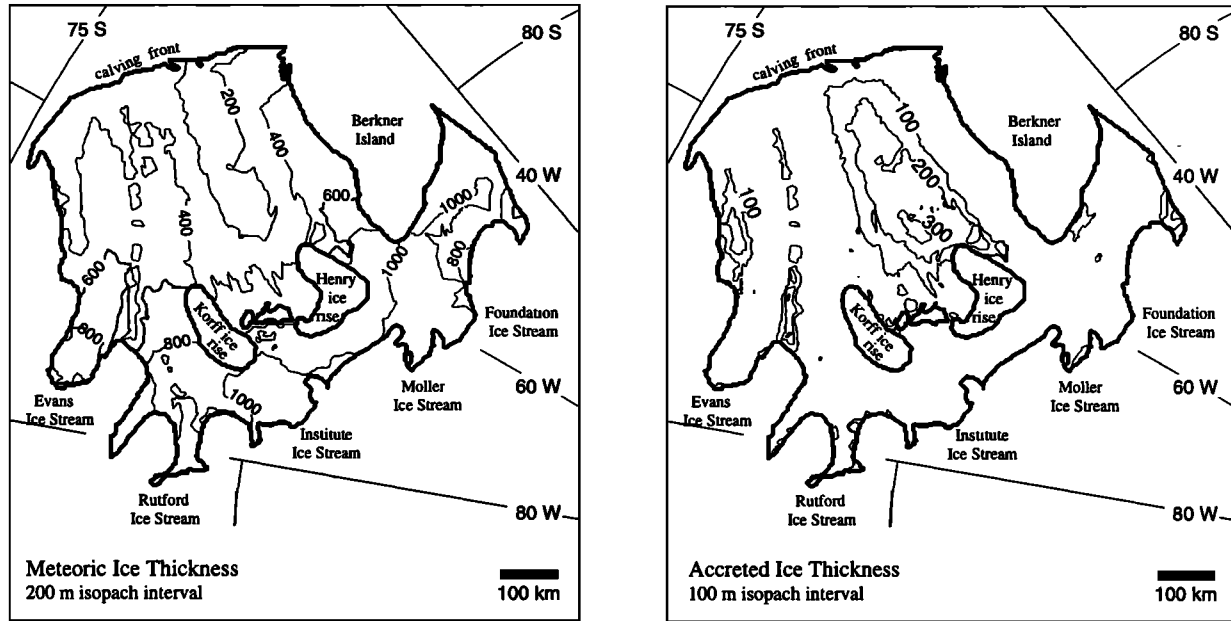 75 S
80 S
calving front
200
400
Berkner
Island
40 W
600
1000
400
600
1000
800
Henry
ice
rise
Korff ice
rise
800
800
1000
Foundation
Ice Stream
60 W
Moller
Ice Stream
Evans
Ice Stream
Institute
Ice Stream
Rutford
Ice Stream
80 W
Meteoric Ice Thickness
200 m isopach interval
100 km
75 S
80 S
calving front
100
Berkner
Island
40 W
100
200
300
Henry
ice
rise
Korff ice
rise
Foundation
Ice Stream
60 W
Moller
Ice Stream
Evans
Ice Stream
Institute
Ice Stream
Rutford
Ice Stream
80 W
Accreted Ice Thickness
100 m isopach interval
100 km